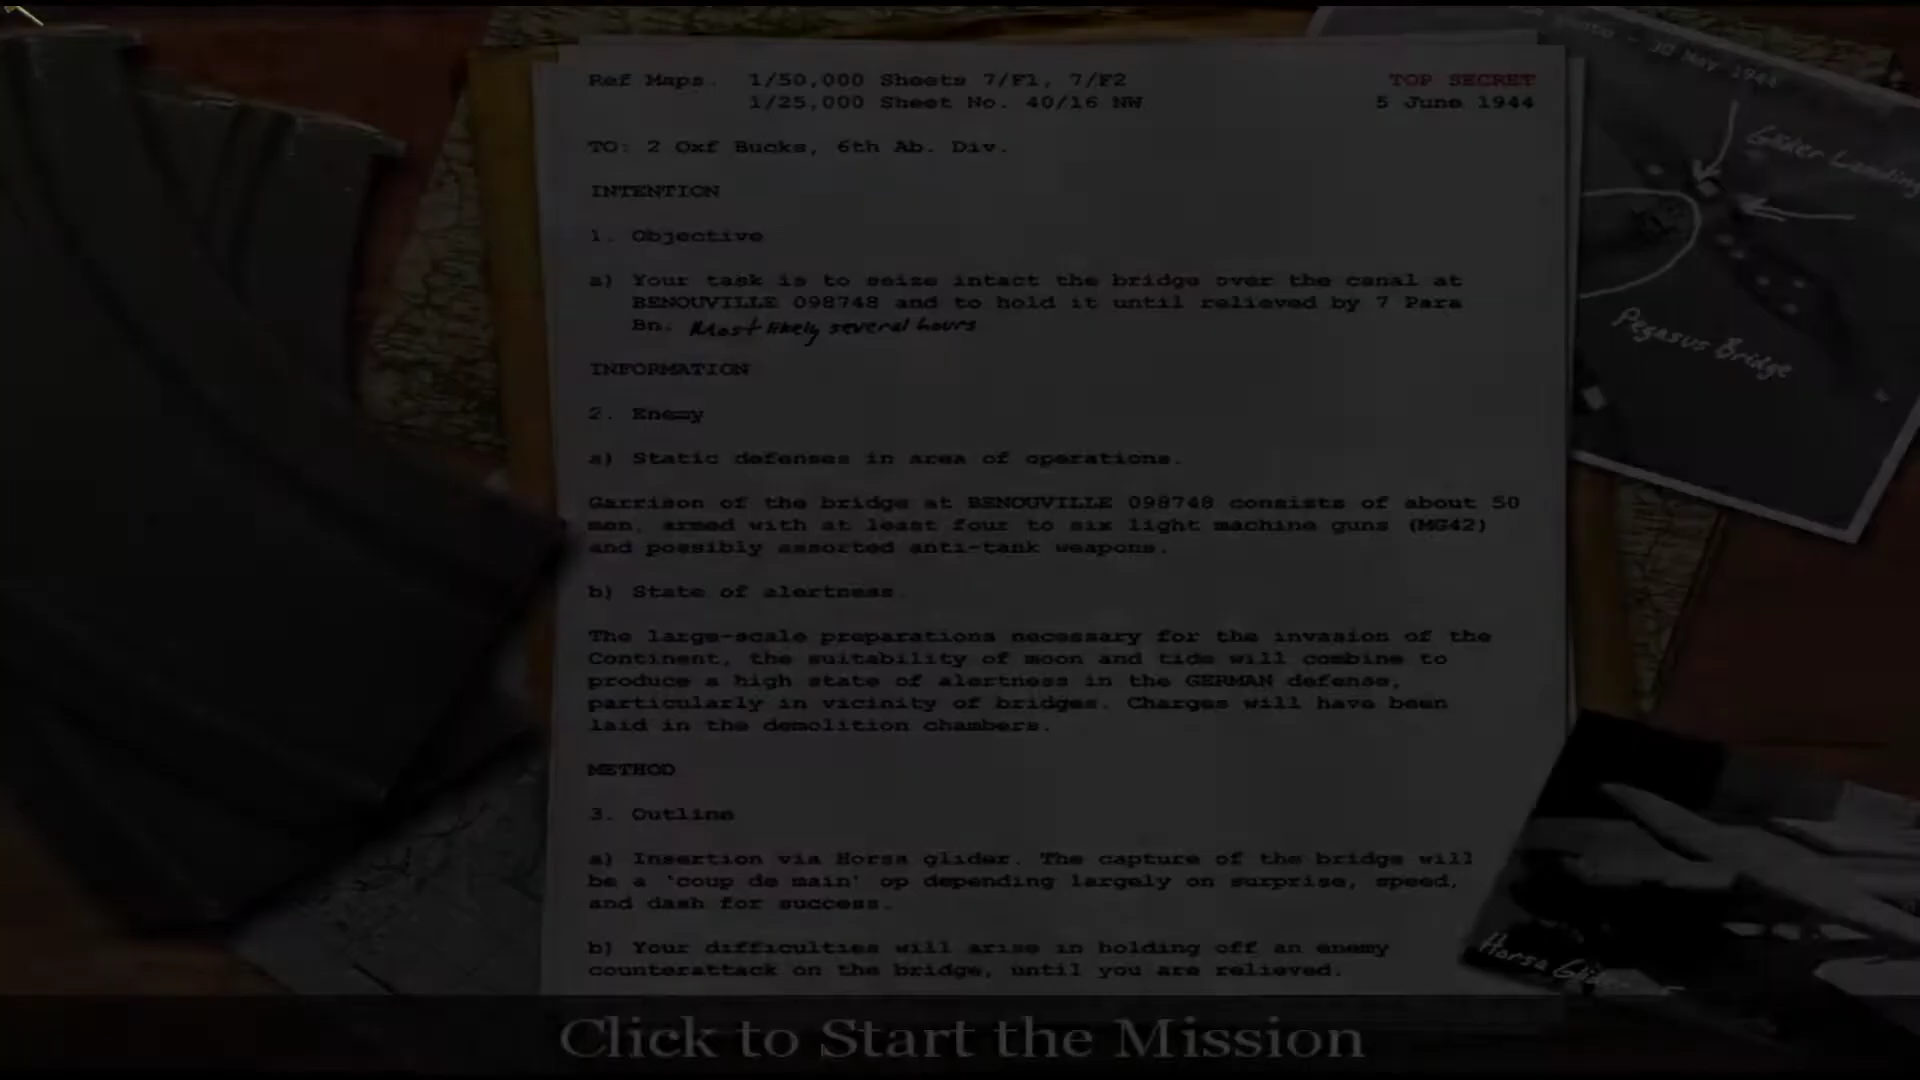 Ref Maps. 1/50,000 Sheets 7/F1, 7/F2
1/25,000 Sheet No. 40/16 NW
TOP SECRET
5 June 1944
TO: 2 Oxf Bucks, 6th Ab. Div.
INTENTION
1. Objective
a) Your task is to seize intact the bridge over the canal at
BENOUVILLE 098748 and to hold it until relieved by 7 Para
Bn. Most likely several hours
INFORMATION
2. Enemy
a) Static defenses in area of operations.
Garrison of the bridge at BENOUVILLE 098748 consists of about 50
men, armed with at least four to six light machine guns (MG42)
and possibly assorted anti-tank weapons.
b) State of alertness.
The large-scale preparations necessary for the invasion of the
Continent, the suitability of moon and tide will combine to
produce a high state of alertness in the GERMAN defense,
particularly in vicinity of bridges. Charges will have been
laid in the demolition chambers.
METHOD
3. Outline
a) Insertion via Horsa glider. The capture of the bridge will
be a 'coup de main' op depending largely on surprise, speed,
and dash for success.
b) Your difficulties will arise in holding off an enemy
counterattack on the bridge, until you are relieved.
- 30 May 1944
Glider Landing
Pegasus Bridge
Horsa Glider
Click to Start the Mission